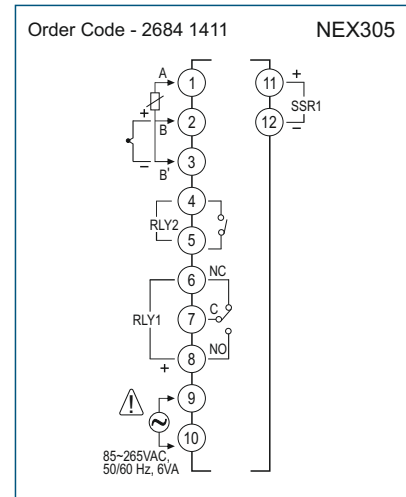 Order Code - 2684 1411
NEX305
A
1
+
B
2
−
B'
3
4
RLY2
5
6
NC
RLY1
7
C
8
NO
+
9
10
85~265VAC,
50/60 Hz, 6VA
11
+
SSR1
12
−